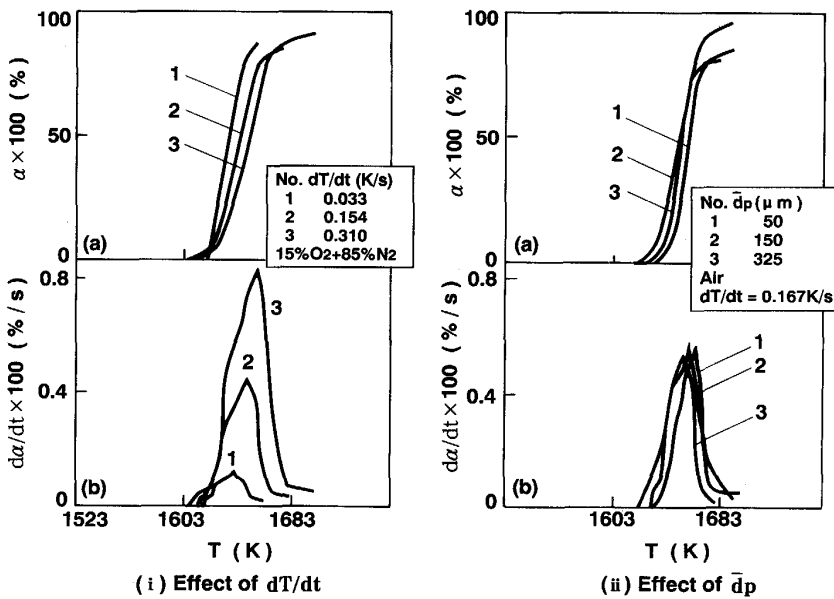 100
α × 100 (%)
50
0
1
2
3
(a)
No. dT/dt (K/s)
1 0.033
2 0.154
3 0.310
15%O2+85%N2
0.8
dα/dt × 100 (%/s)
0.4
0
3
2
1
(b)
1523 1603 1683
T (K)
(i) Effect of dT/dt
100
α × 100 (%)
50
0
1
2
3
(a)
No. d̄p (μm)
1 50
2 150
3 325
Air
dT/dt = 0.167K/s
0.8
dα/dt × 100 (%/s)
0.4
0
1
2
3
(b)
1603 1683
T (K)
(ii) Effect of d̄p